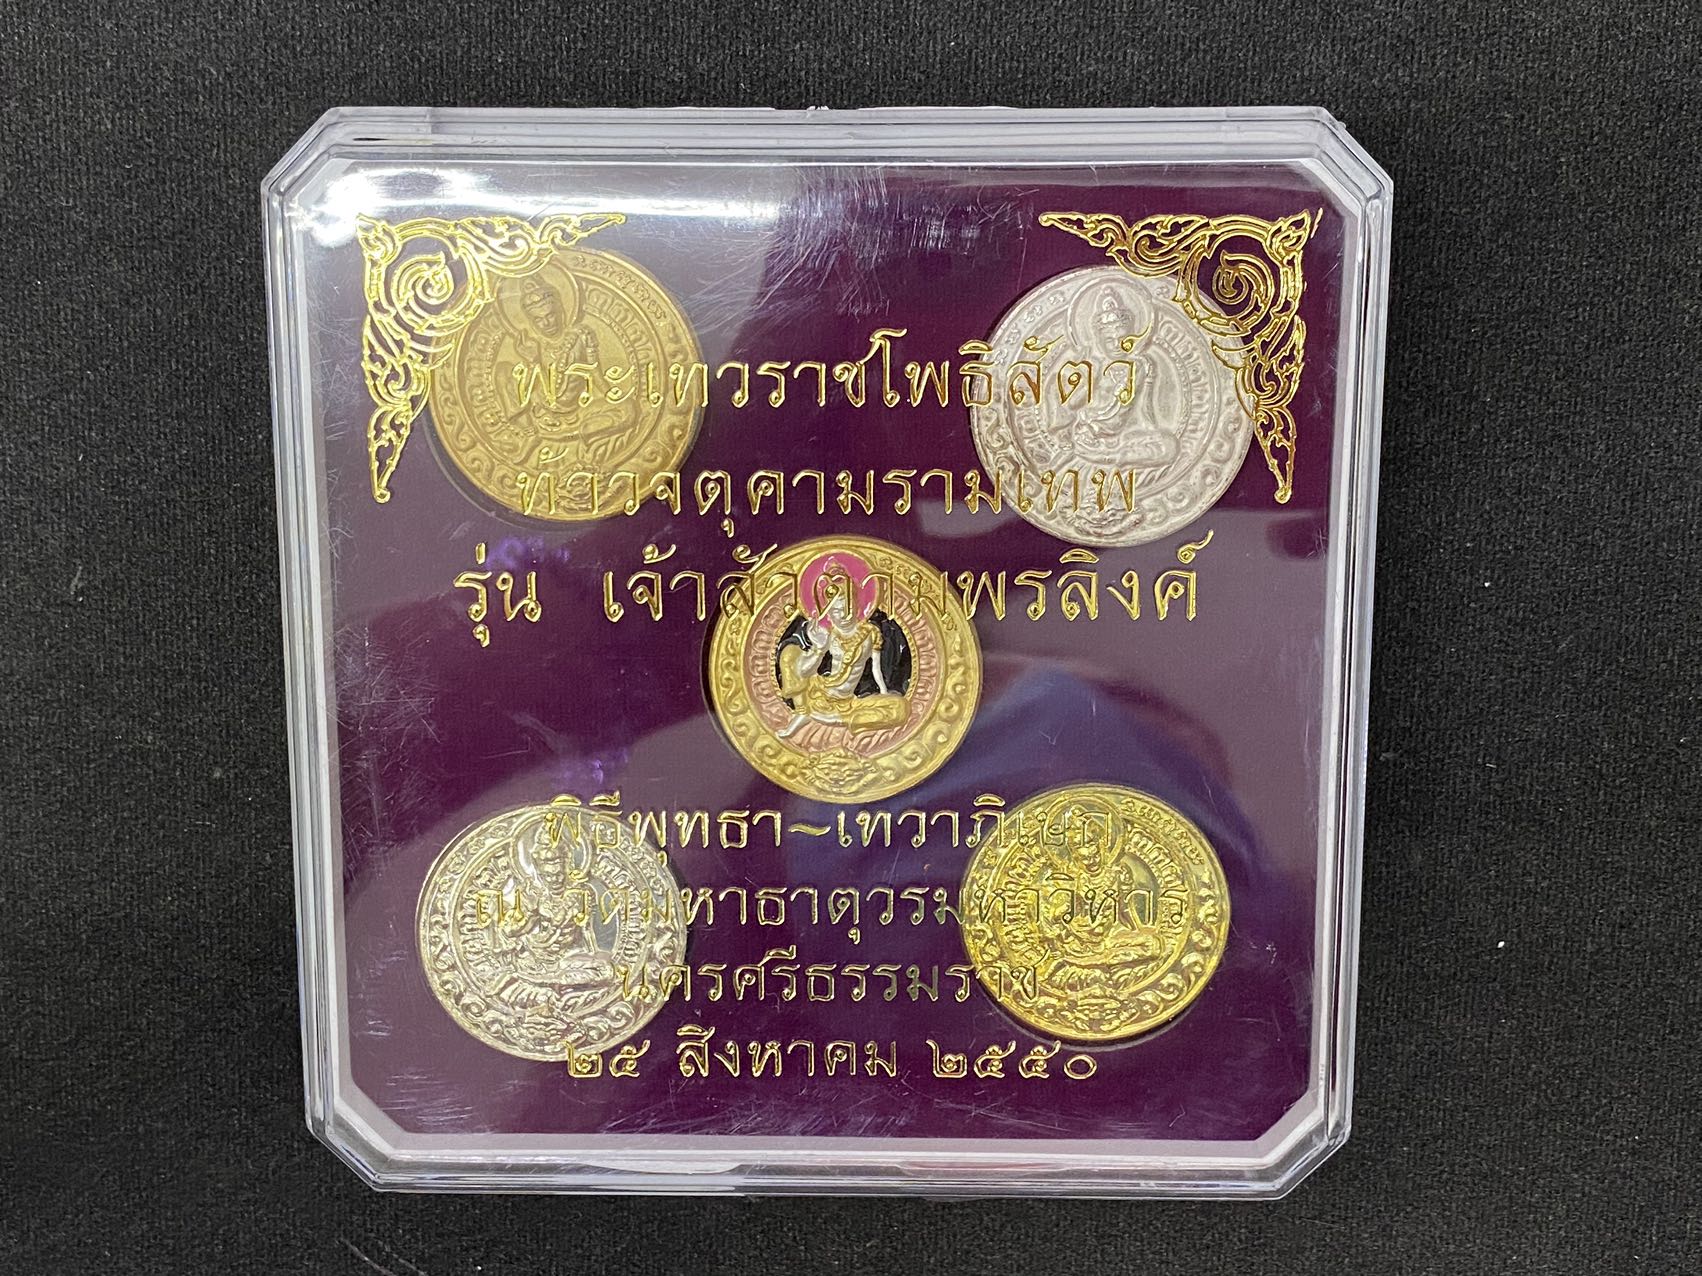 พระเทวราชโพธิสัตว์
ท้าวจตุคามรามเทพ
รุ่น เจ้าสัวตามพรลิงค์
พิธีพุทธา~เทวาภิเษก
ณ วัดมหาธาตุวรมหาวิหาร
นครศรีธรรมราช
๒๕ สิงหาคม ๒๕๕๐